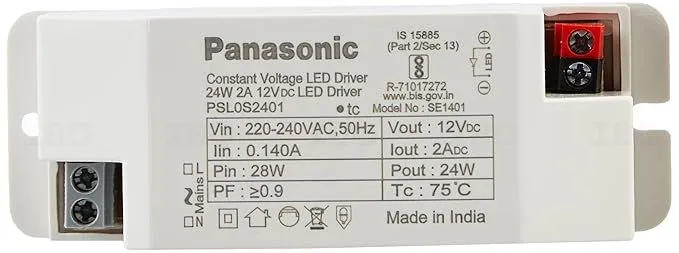 Panasonic
Constant Voltage LED Driver
24W 2A 12VDC LED Driver
PSL0S2401
tc
IS 15885
(Part 2/Sec 13)
R-71017272
www.bis.gov.in
Model No : SE1401
LED
Vin : 220-240VAC,50Hz
Vout : 12VDC
Iin : 0.140A
Iout : 2ADC
Pin : 28W
Pout : 24W
PF : ≥0.9
Tc : 75°C
L
Mains
N
Made in India